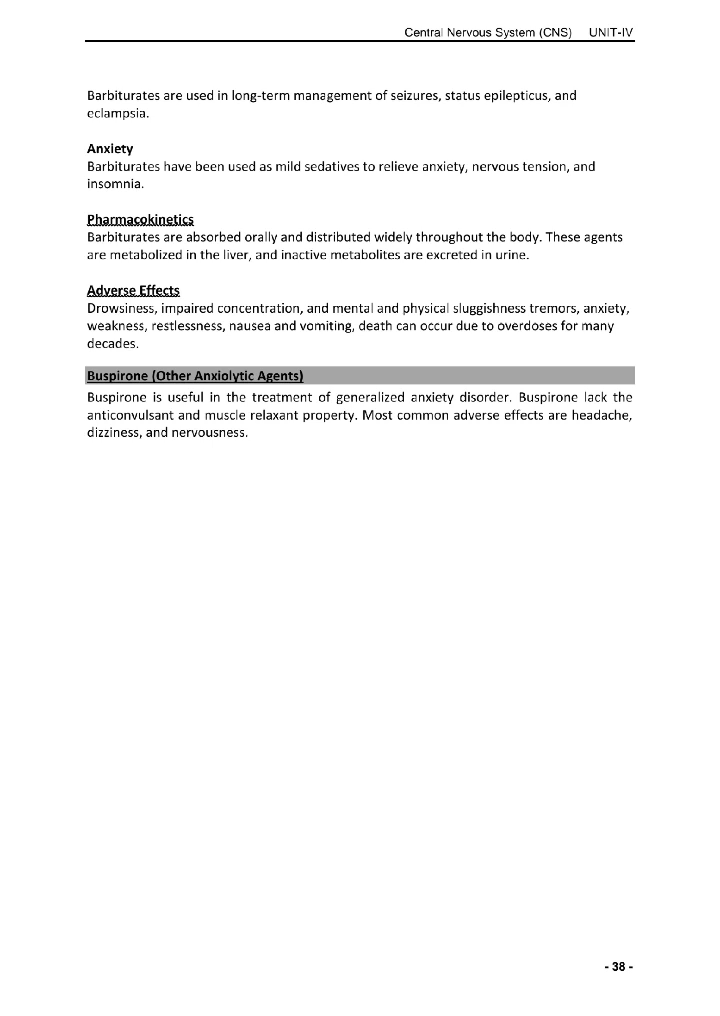 Central Nervous System (CNS) UNIT-IV
Barbiturates are used in long-term management of seizures, status epilepticus, and
eclampsia.
Anxiety
Barbiturates have been used as mild sedatives to relieve anxiety, nervous tension, and
insomnia.
Pharmacokinetics
Barbiturates are absorbed orally and distributed widely throughout the body. These agents
are metabolized in the liver, and inactive metabolites are excreted in urine.
Adverse Effects
Drowsiness, impaired concentration, and mental and physical sluggishness tremors, anxiety,
weakness, restlessness, nausea and vomiting, death can occur due to overdoses for many
decades.
Buspirone (Other Anxiolytic Agents)
Buspirone is useful in the treatment of generalized anxiety disorder. Buspirone lack the
anticonvulsant and muscle relaxant property. Most common adverse effects are headache,
dizziness, and nervousness.
- 38 -